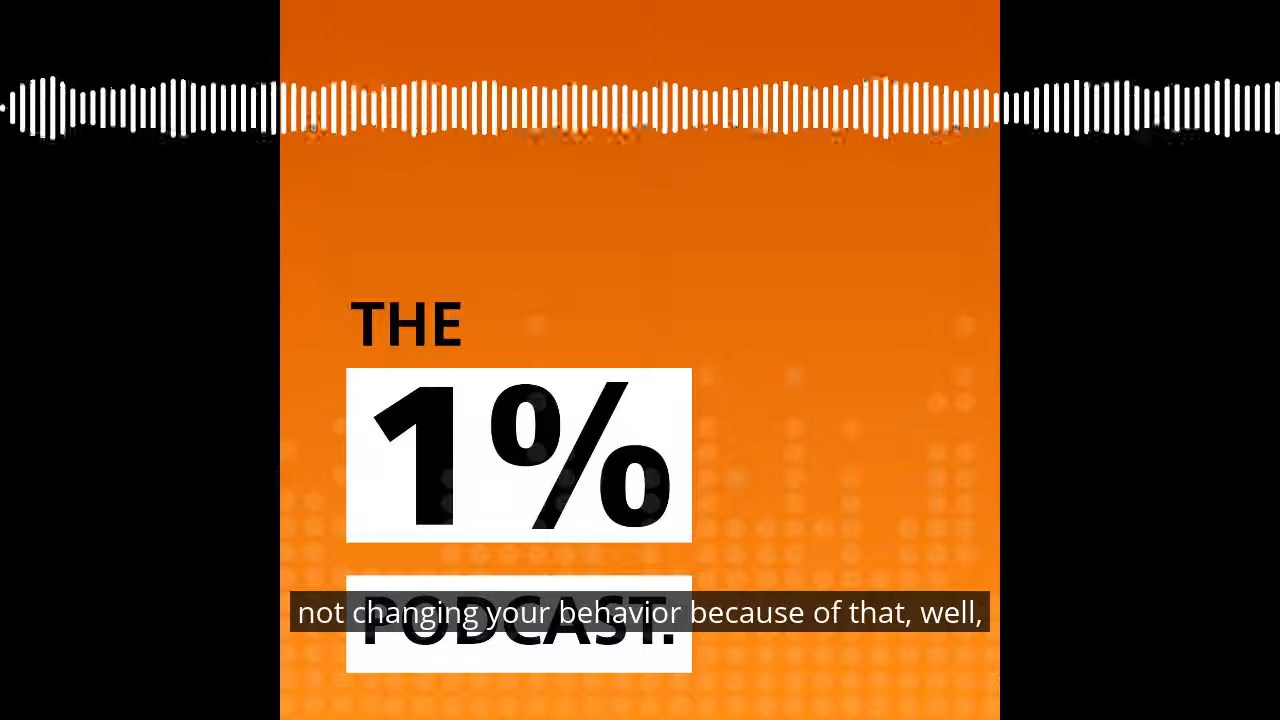 THE
1%
PODCAST.
not changing your behavior because of that, well,